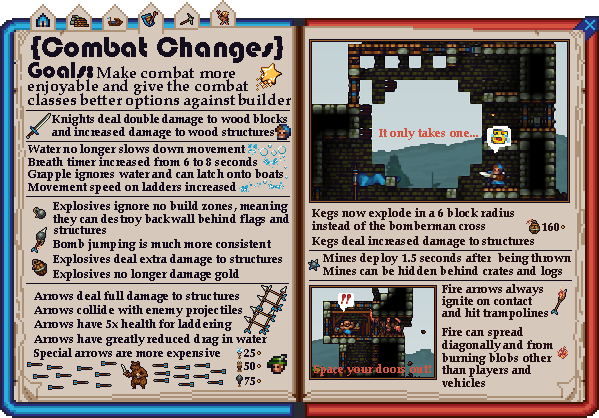 {Combat Changes}
Goals: Make combat more
enjoyable and give the combat
classes better options against builder
Knights deal double damage to wood blocks
and increased damage to wood structures
Water no longer slows down movement
Breath timer increased from 6 to 8 seconds
Grapple ignores water and can latch onto boats
Movement speed on ladders increased
Explosives ignore no build zones, meaning
they can destroy backwall behind flags and
structures
Bomb jumping is much more consistent
Explosives deal extra damage to structures
Explosives no longer damage gold
Arrows deal full damage to structures
Arrows collide with enemy projectiles
Arrows have 5x health for laddering
Arrows have greatly reduced drag in water
Special arrows are more expensive
25
50
75
It only takes one...
Kegs now explode in a 6 block radius
instead of the bomberman cross
160
Kegs deal increased damage to structures
Mines deploy 1.5 seconds after being thrown
Mines can be hidden behind crates and logs
!!
Space your doors out!!
Fire arrows always
ignite on contact
and hit trampolines
Fire can spread
diagonally and from
burning blobs other
than players and
vehicles